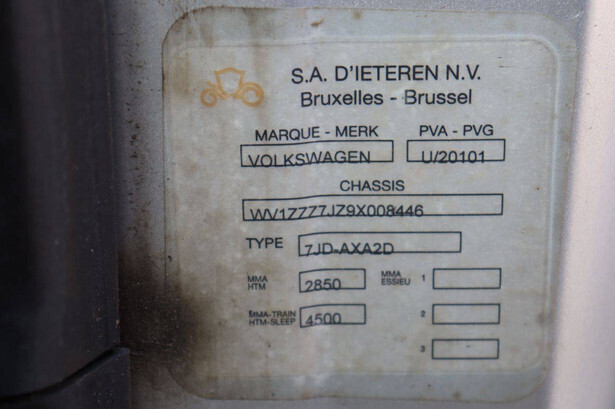 S.A. D'IETEREN N.V.
Bruxelles - Brussel
MARQUE - MERK PVA - PVG
VOLKSWAGEN U/20101
CHASSIS
WV1ZZZ7JZ9X008446
TYPE 7JD-AXA2D
MMA HTM 2850 MMA ESSIEU 1
MMA-TRAIN HTM-SLEEP 4500 2
3